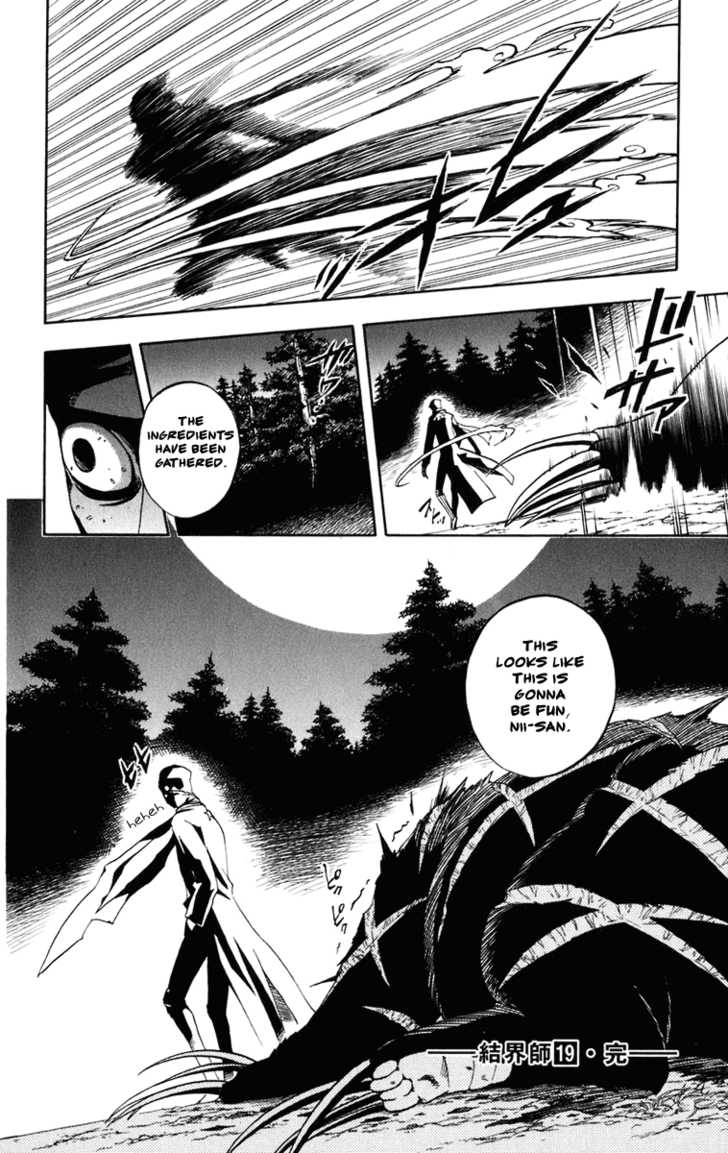 THE
INGREDIENTS
HAVE BEEN
GATHERED.
THIS
LOOKS LIKE
THIS IS
GONNA
BE FUN,
NII-SAN.
heheh
結界師19・完